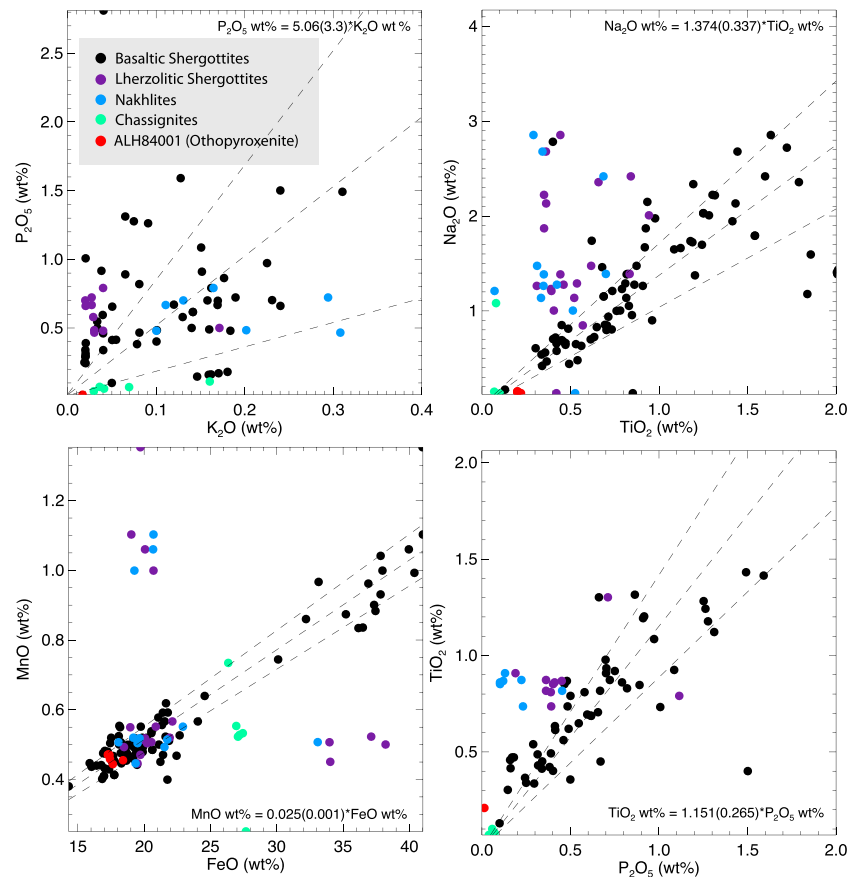 P₂O₅ wt% = 5.06(3.3)*K₂O wt %
Basaltic Shergottites
Lherzolitic Shergottites
Nakhlites
Chassignites
ALH84001 (Othopyroxenite)
2.5
2.0
1.5
1.0
0.5
P₂O₅ (wt%)
0.0 0.1 0.2 0.3 0.4
K₂O (wt%)
Na₂O wt% = 1.374(0.337)*TiO₂ wt%
4
3
2
1
Na₂O (wt%)
0.0 0.5 1.0 1.5 2.0
TiO₂ (wt%)
1.2
1.0
0.8
0.6
0.4
MnO (wt%)
MnO wt% = 0.025(0.001)*FeO wt%
15 20 25 30 35 40
FeO (wt%)
2.0
1.5
1.0
0.5
TiO₂ (wt%)
TiO₂ wt% = 1.151(0.265)*P₂O₅ wt%
0.0 0.5 1.0 1.5 2.0
P₂O₅ (wt%)